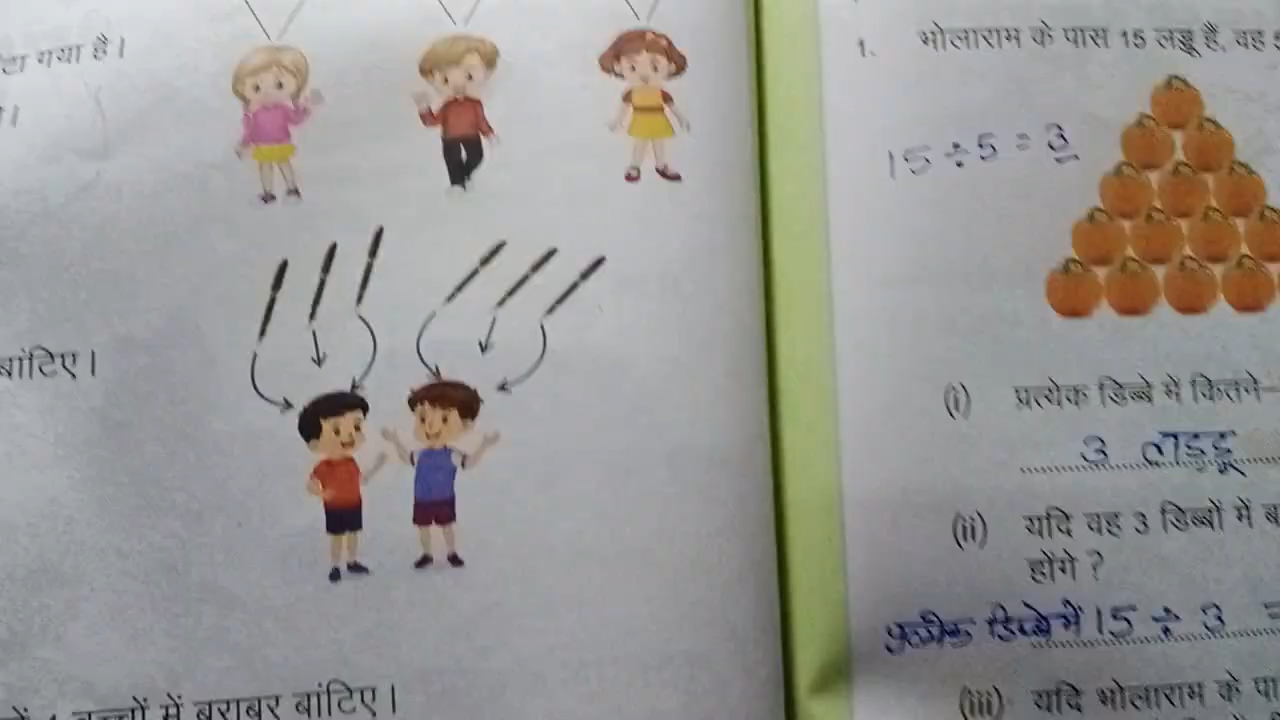 गया है।
बांटिए।
में बराबर बांटिए।
1. भोलाराम के पास 15 लड्डू हैं, वह
15 ÷ 5 = 3
(i) प्रत्येक डिब्बे में कितने-
3 लड्डू
(ii) यदि वह 3 डिब्बों में
होंगे ?
प्रत्येक डिब्बे में 15 ÷ 3 =
(iii) यदि भोलाराम के